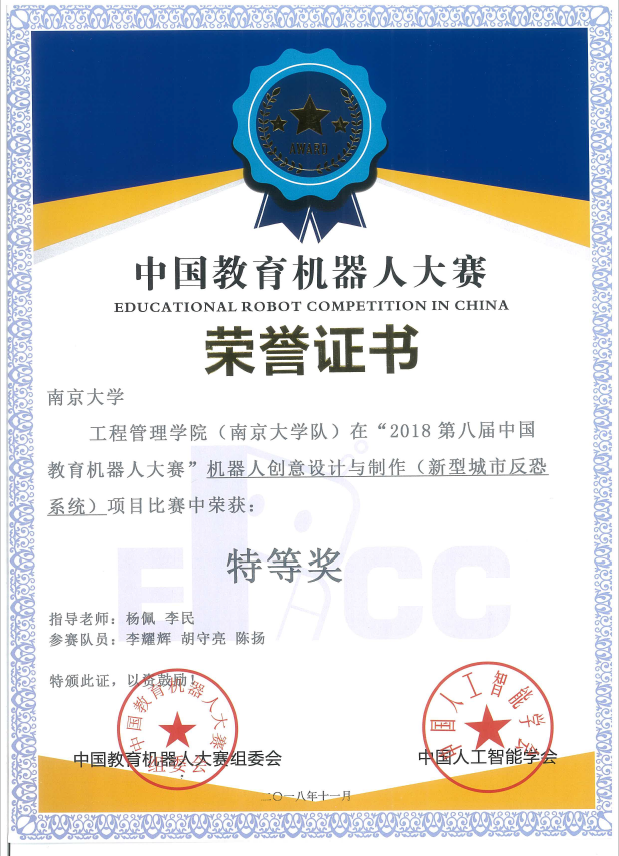 AWARD
中国教育机器人大赛
EDUCATIONAL ROBOT COMPETITION IN CHINA
荣誉证书
南京大学
工程管理学院（南京大学队）在“2018 第八届中国
教育机器人大赛”机器人创意设计与制作（新型城市反恐
系统）项目比赛中荣获：
特等奖
ERCC
指导老师：杨佩 李民
参赛队员：李耀辉 胡守亮 陈扬
特颁此证，以资鼓励！
中国教育机器人大赛
组委会
中国人工智能学会
中国教育机器人大赛组委会
中国人工智能学会
二〇一八年十一月